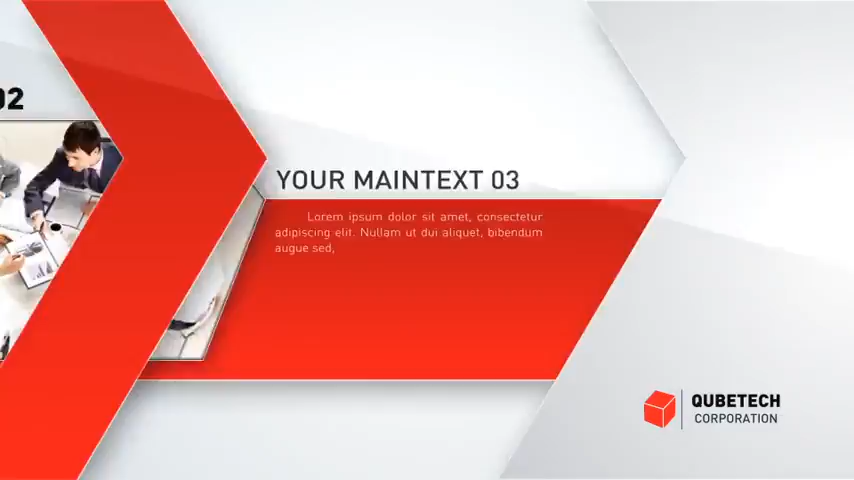 02
YOUR MAINTEXT 03
Lorem ipsum dolor sit amet, consectetur
adipiscing elit. Nullam ut dui aliquet, bibendum
augue sed,
QUBETECH
CORPORATION